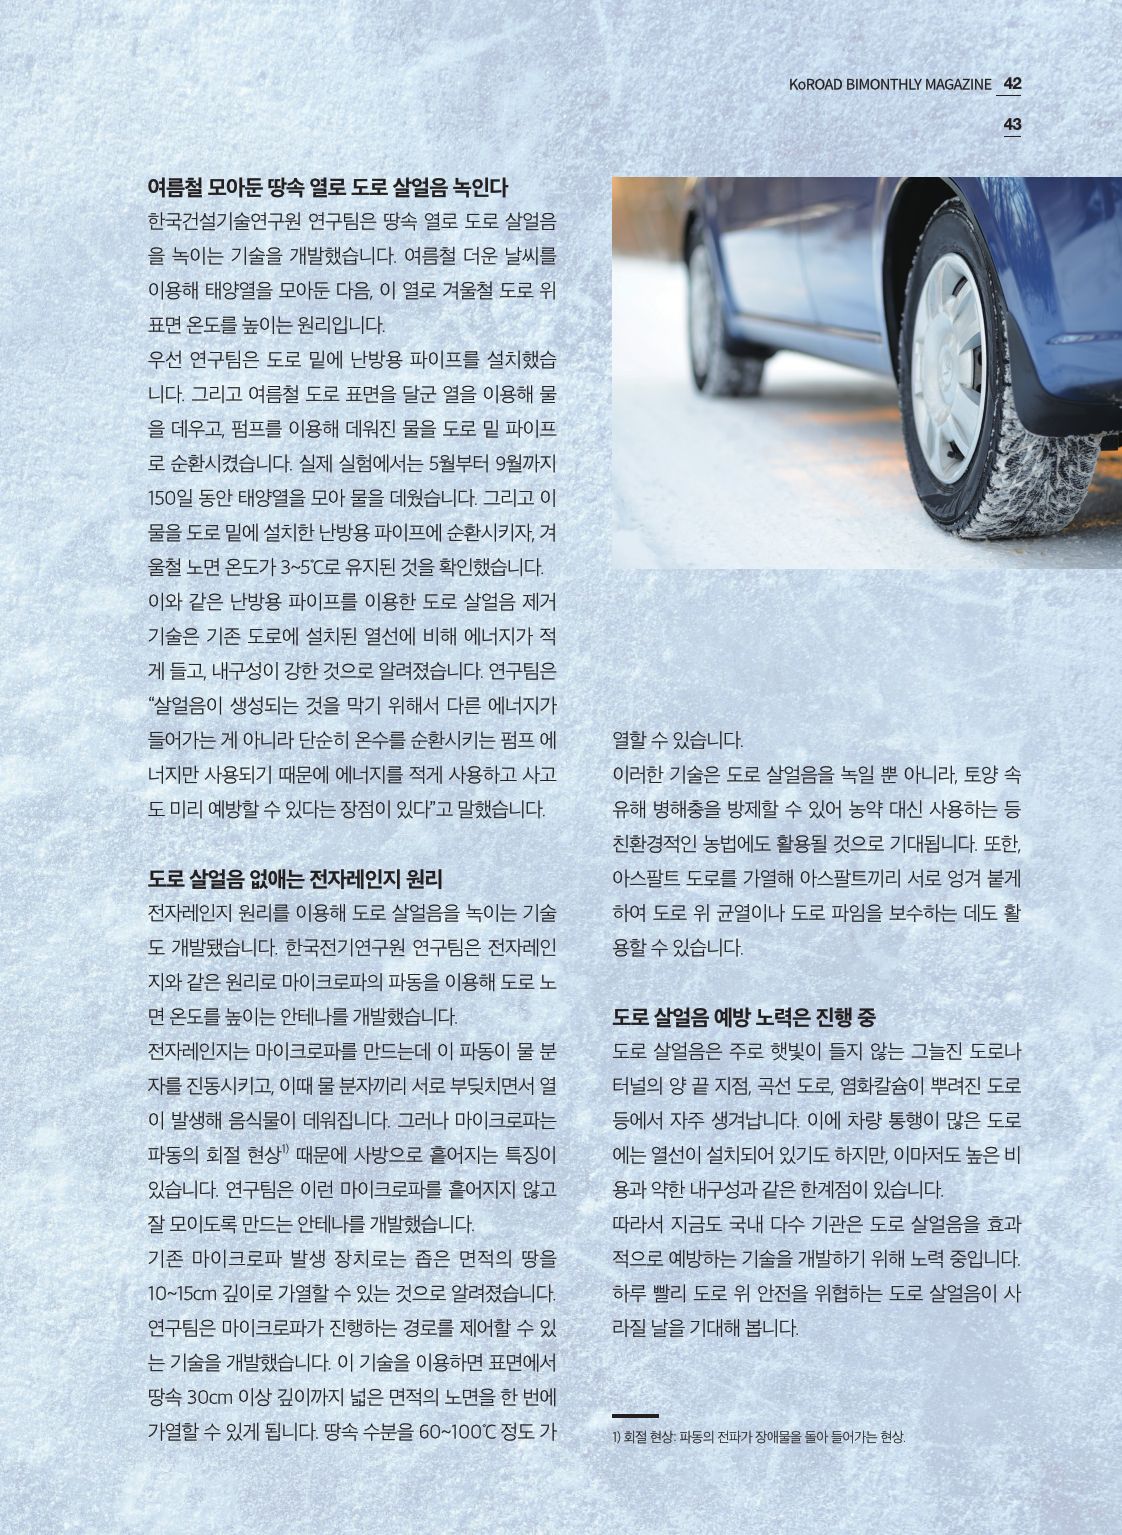 KoROAD BIMONTHLY MAGAZINE 42
43
여름철 모아둔 땅속 열로 도로 살얼음 녹인다
한국건설기술연구원 연구팀은 땅속 열로 도로 살얼음
을 녹이는 기술을 개발했습니다. 여름철 더운 날씨를
이용해 태양열을 모아둔 다음, 이 열로 겨울철 도로 위
표면 온도를 높이는 원리입니다.
우선 연구팀은 도로 밑에 난방용 파이프를 설치했습
니다. 그리고 여름철 도로 표면을 달군 열을 이용해 물
을 데우고, 펌프를 이용해 데워진 물을 도로 밑 파이프
로 순환시켰습니다. 실제 실험에서는 5월부터 9월까지
150일 동안 태양열을 모아 물을 데웠습니다. 그리고 이
물을 도로 밑에 설치한 난방용 파이프에 순환시키자, 겨
울철 노면 온도가 3~5℃로 유지된 것을 확인했습니다.
이와 같은 난방용 파이프를 이용한 도로 살얼음 제거
기술은 기존 도로에 설치된 열선에 비해 에너지가 적
게 들고, 내구성이 강한 것으로 알려졌습니다. 연구팀은
“살얼음이 생성되는 것을 막기 위해서 다른 에너지가
들어가는 게 아니라 단순히 온수를 순환시키는 펌프 에
너지만 사용되기 때문에 에너지를 적게 사용하고 사고
도 미리 예방할 수 있다는 장점이 있다”고 말했습니다.
도로 살얼음 없애는 전자레인지 원리
전자레인지 원리를 이용해 도로 살얼음을 녹이는 기술
도 개발됐습니다. 한국전기연구원 연구팀은 전자레인
지와 같은 원리로 마이크로파의 파동을 이용해 도로 노
면 온도를 높이는 안테나를 개발했습니다.
전자레인지는 마이크로파를 만드는데 이 파동이 물 분
자를 진동시키고, 이때 물 분자끼리 서로 부딪치면서 열
이 발생해 음식물이 데워집니다. 그러나 마이크로파는
파동의 회절 현상1) 때문에 사방으로 흩어지는 특징이
있습니다. 연구팀은 이런 마이크로파를 흩어지지 않고
잘 모이도록 만드는 안테나를 개발했습니다.
기존 마이크로파 발생 장치로는 좁은 면적의 땅을
10~15cm 깊이로 가열할 수 있는 것으로 알려졌습니다.
연구팀은 마이크로파가 진행하는 경로를 제어할 수 있
는 기술을 개발했습니다. 이 기술을 이용하면 표면에서
땅속 30cm 이상 깊이까지 넓은 면적의 노면을 한 번에
가열할 수 있게 됩니다. 땅속 수분을 60~100℃ 정도 가
열할 수 있습니다.
이러한 기술은 도로 살얼음을 녹일 뿐 아니라, 토양 속
유해 병해충을 방제할 수 있어 농약 대신 사용하는 등
친환경적인 농법에도 활용될 것으로 기대됩니다. 또한,
아스팔트 도로를 가열해 아스팔트끼리 서로 엉겨 붙게
하여 도로 위 균열이나 도로 파임을 보수하는 데도 활
용할 수 있습니다.
도로 살얼음 예방 노력은 진행 중
도로 살얼음은 주로 햇빛이 들지 않는 그늘진 도로나
터널의 양 끝 지점, 곡선 도로, 염화칼슘이 뿌려진 도로
등에서 자주 생겨납니다. 이에 차량 통행이 많은 도로
에는 열선이 설치되어 있기도 하지만, 이마저도 높은 비
용과 약한 내구성과 같은 한계점이 있습니다.
따라서 지금도 국내 다수 기관은 도로 살얼음을 효과
적으로 예방하는 기술을 개발하기 위해 노력 중입니다.
하루 빨리 도로 위 안전을 위협하는 도로 살얼음이 사
라질 날을 기대해 봅니다.
1) 회절 현상: 파동의 전파가 장애물을 돌아 들어가는 현상.